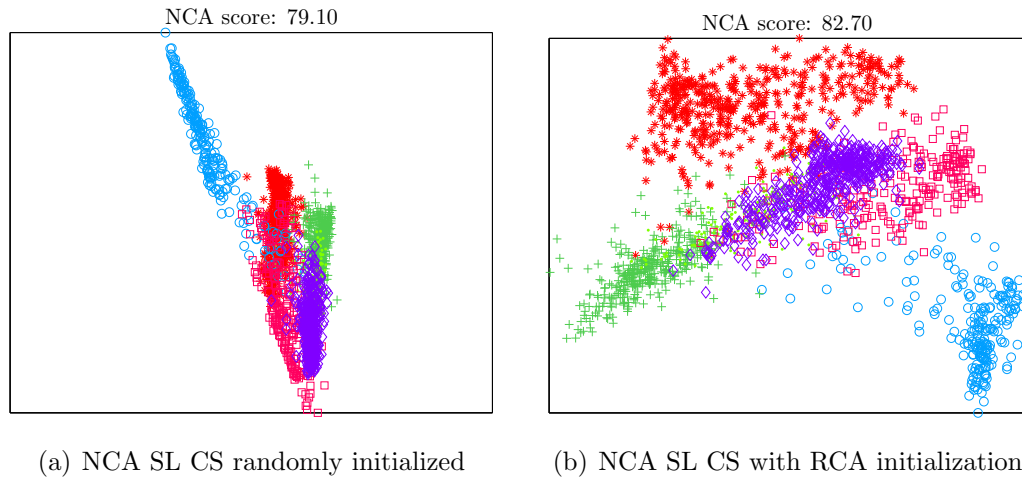 NCA score: 79.10
NCA score: 82.70
(a) NCA SL CS randomly initialized
(b) NCA SL CS with RCA initialization